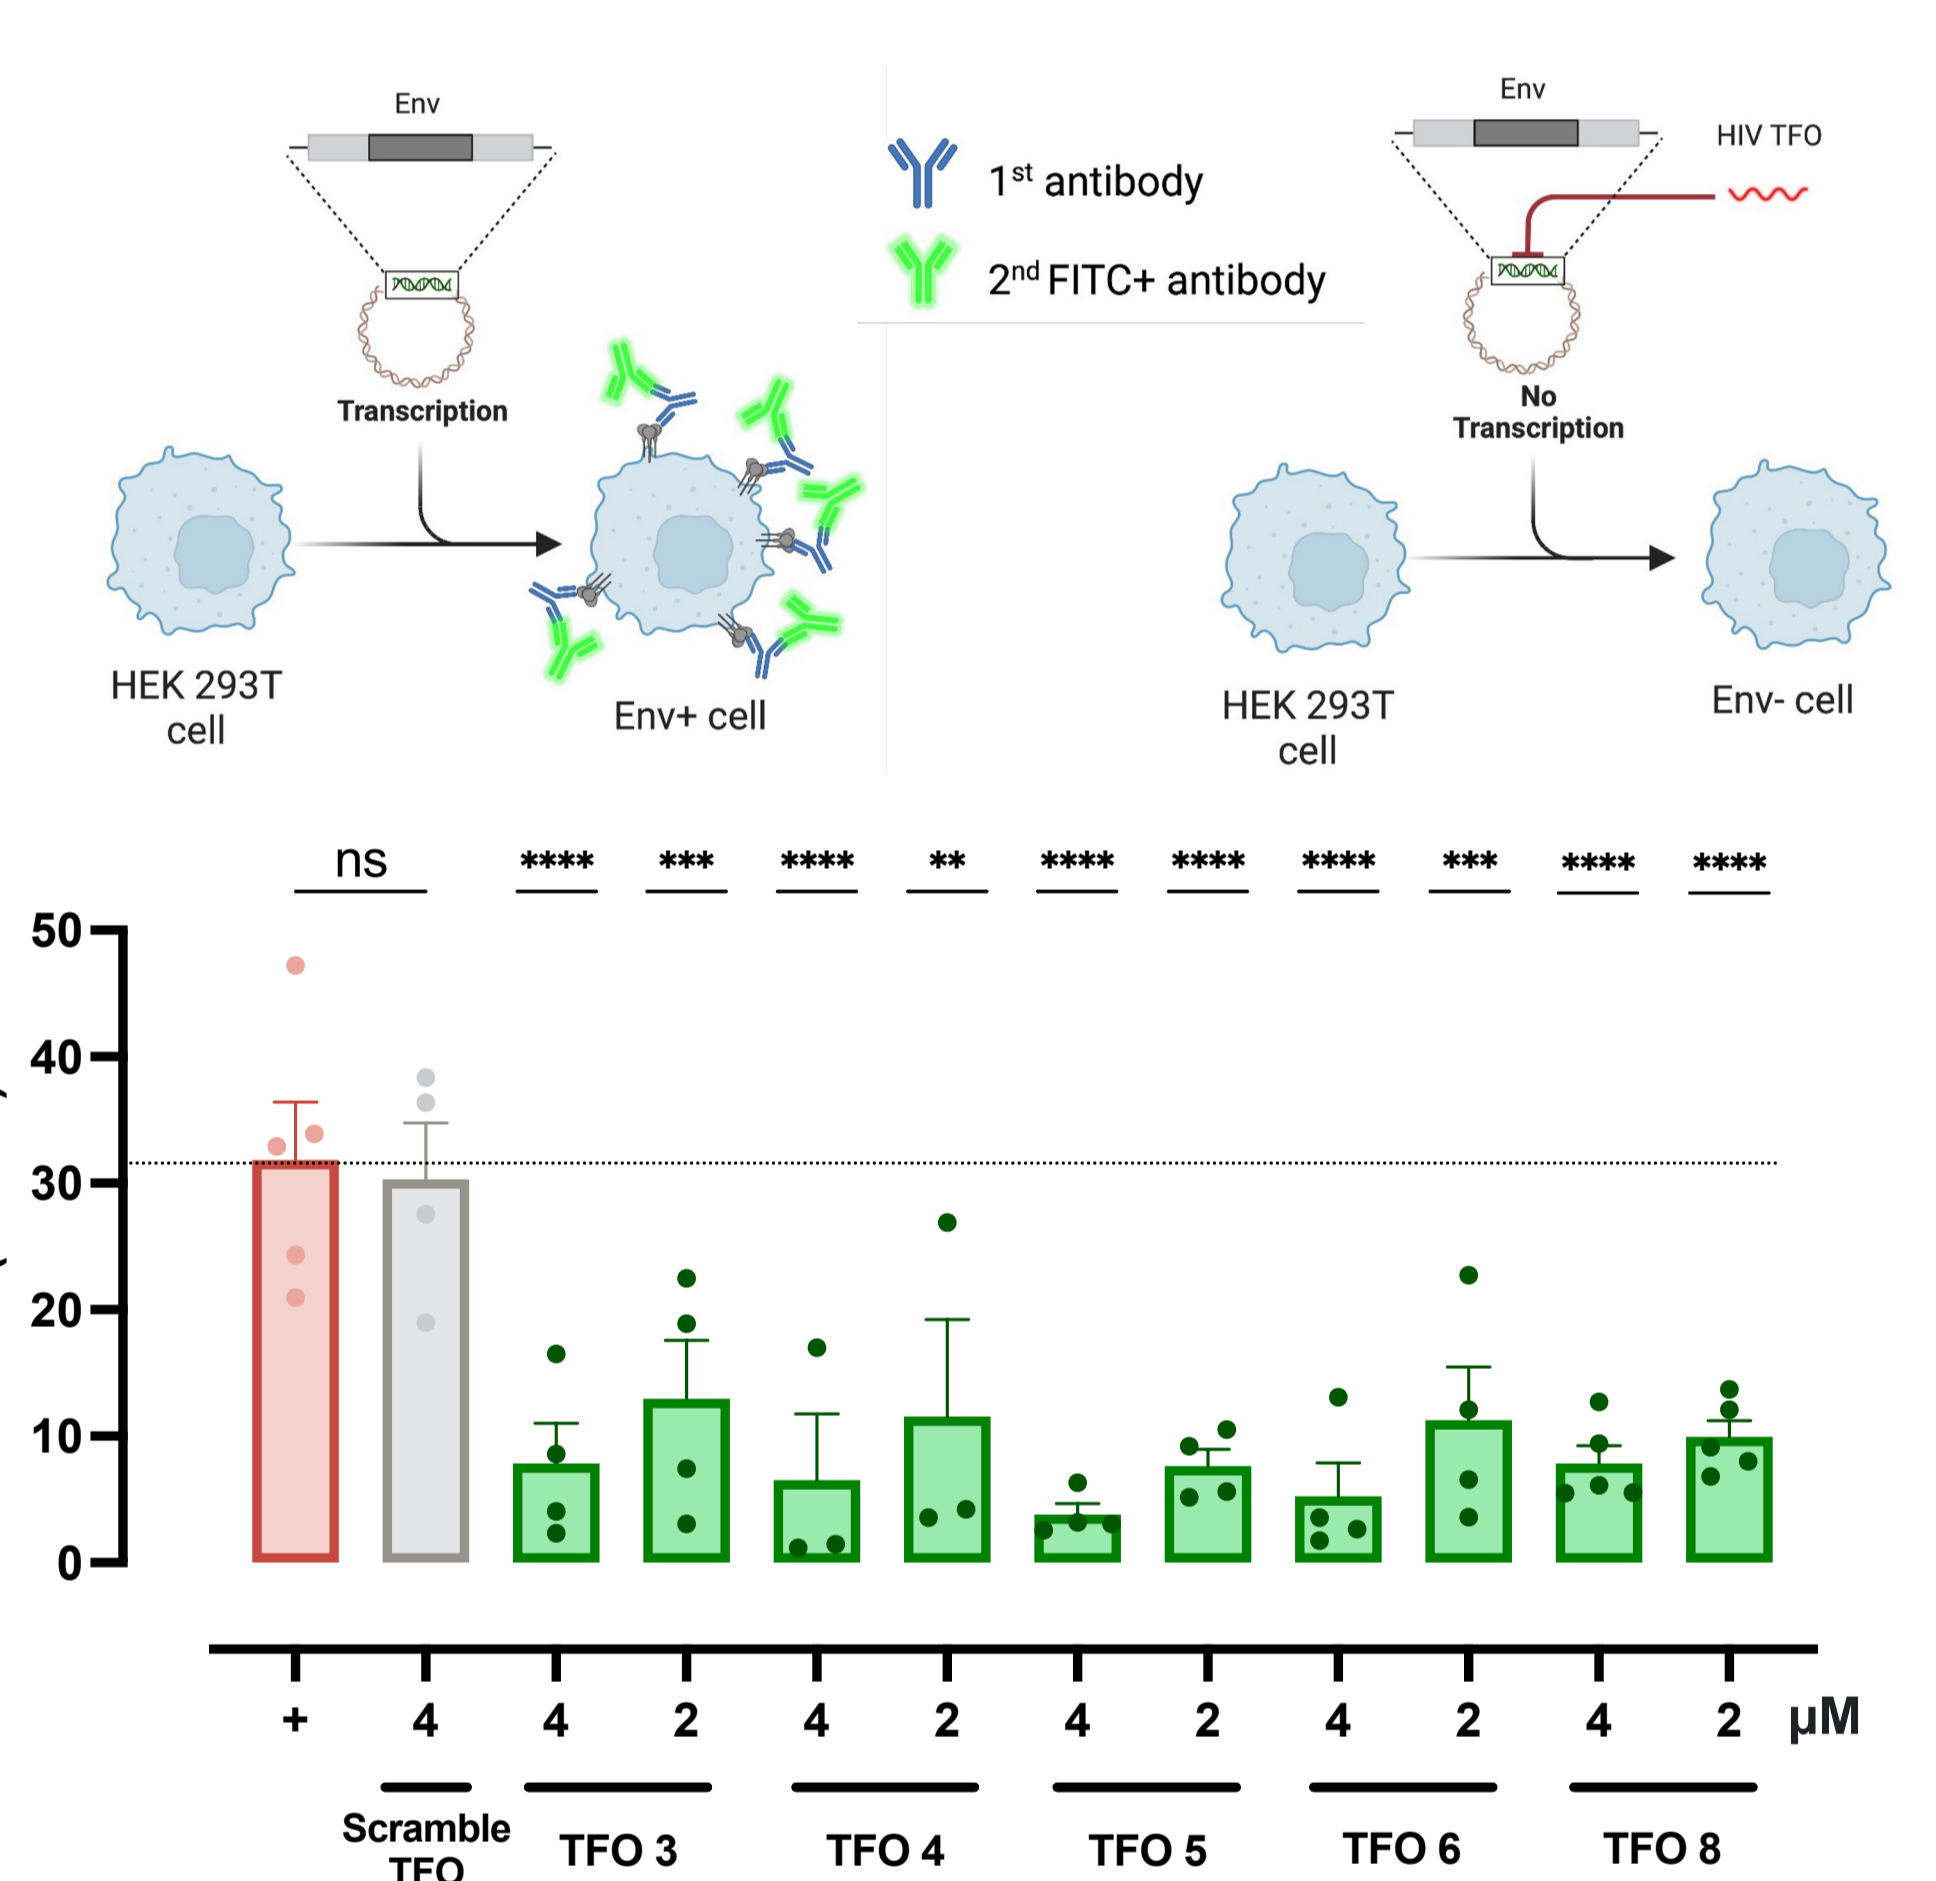 Env
Transcription
HEK 293T
cell
Env+ cell
1st antibody
2nd FITC+ antibody
Env
HIV TFO
No
Transcription
HEK 293T
cell
Env- cell
ns **** *** **** ** **** **** **** *** **** ****
50
40
30
20
10
0
+ 4 4 2 4 2 4 2 4 2 4 2 µM
Scramble
TFO
TFO 3 TFO 4 TFO 5 TFO 6 TFO 8